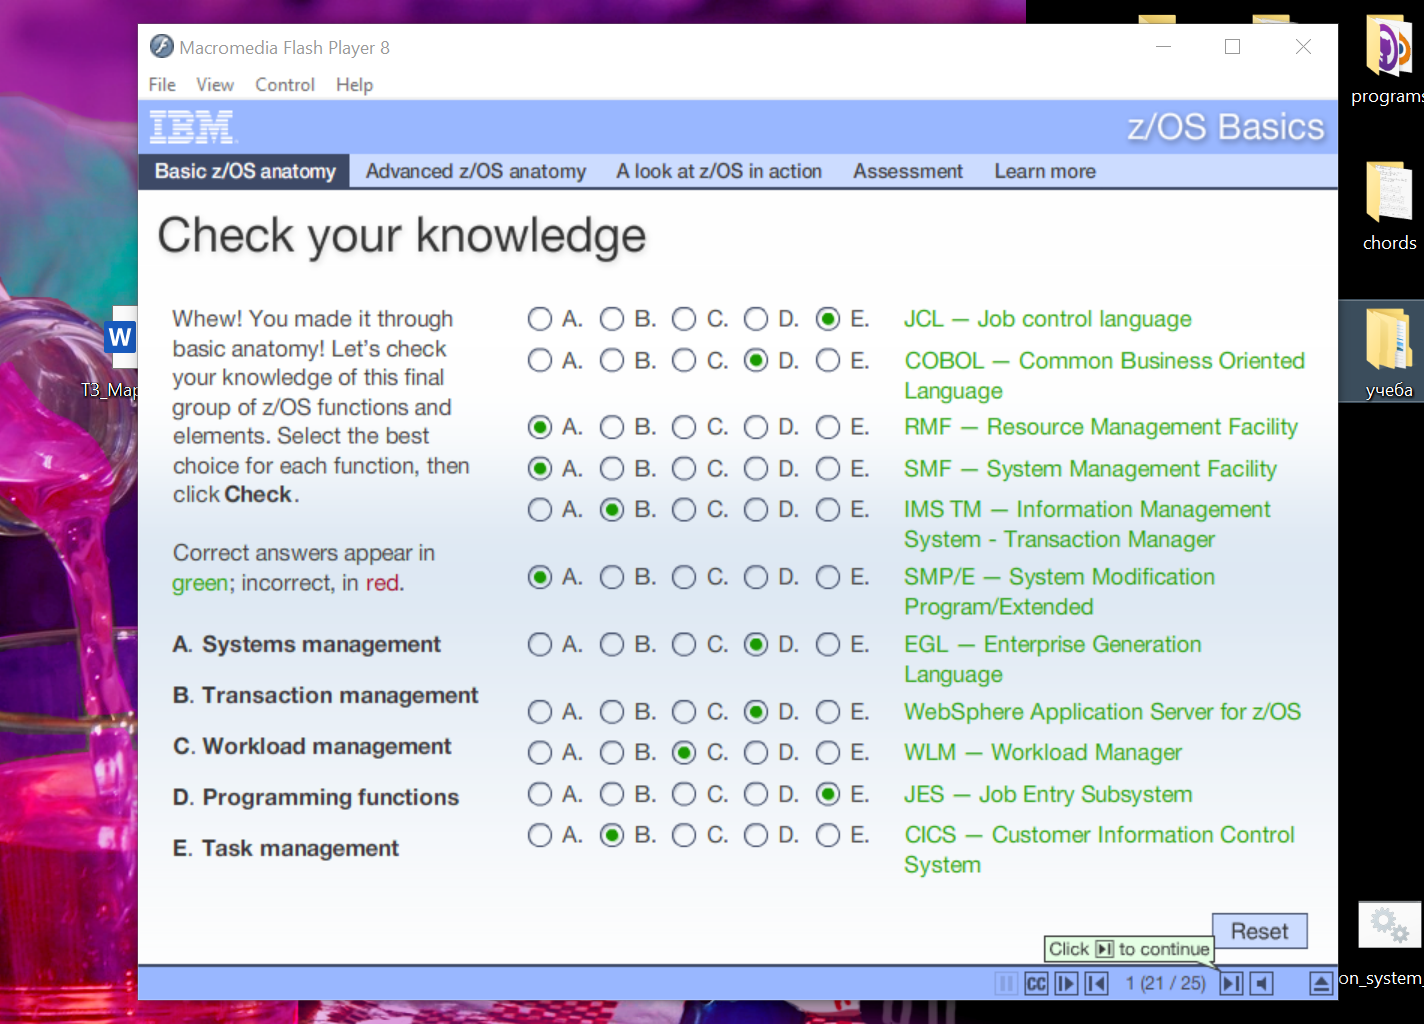 Macromedia Flash Player 8
File View Control Help
IBM
z/OS Basics
Basic z/OS anatomy Advanced z/OS anatomy A look at z/OS in action Assessment Learn more
Check your knowledge
Whew! You made it through
basic anatomy! Let's check
your knowledge of this final
group of z/OS functions and
elements. Select the best
choice for each function, then
click Check.
Correct answers appear in
green; incorrect, in red.
A. Systems management
B. Transaction management
C. Workload management
D. Programming functions
E. Task management
A. B. C. D. E. JCL — Job control language
A. B. C. D. E. COBOL — Common Business Oriented
Language
A. B. C. D. E. RMF — Resource Management Facility
A. B. C. D. E. SMF — System Management Facility
A. B. C. D. E. IMS TM — Information Management
System - Transaction Manager
A. B. C. D. E. SMP/E — System Modification
Program/Extended
A. B. C. D. E. EGL — Enterprise Generation
Language
A. B. C. D. E. WebSphere Application Server for z/OS
A. B. C. D. E. WLM — Workload Manager
A. B. C. D. E. JES — Job Entry Subsystem
A. B. C. D. E. CICS — Customer Information Control
System
Reset
Click to continue
CC 1 (21 / 25)
W
ТЗ_Мар
programs
chords
учеба
on_system_